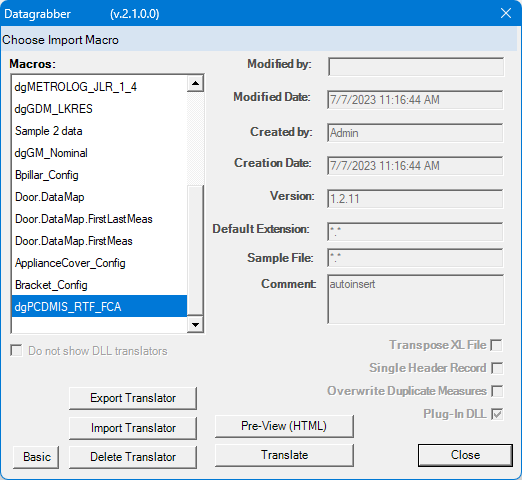 Datagrabber (v.2.1.0.0)
Choose Import Macro
Macros:
dgMETROLOG_JLR_1_4
dgGDM_LKRES
Sample 2 data
dgGM_Nominal
Bpillar_Config
Door.DataMap
Door.DataMap.FirstLastMeas
Door.DataMap.FirstMeas
ApplianceCover_Config
Bracket_Config
dgPCDMIS_RTF_FCA
Do not show DLL translators
Modified by:
Modified Date: 7/7/2023 11:16:44 AM
Created by: Admin
Creation Date: 7/7/2023 11:16:44 AM
Version: 1.2.11
Default Extension: *.*
Sample File: *.*
Comment: autoinsert
Transpose XL File
Single Header Record
Overwrite Duplicate Measures
Plug-In DLL
Export Translator
Import Translator Pre-View (HTML)
Basic Delete Translator Translate Close